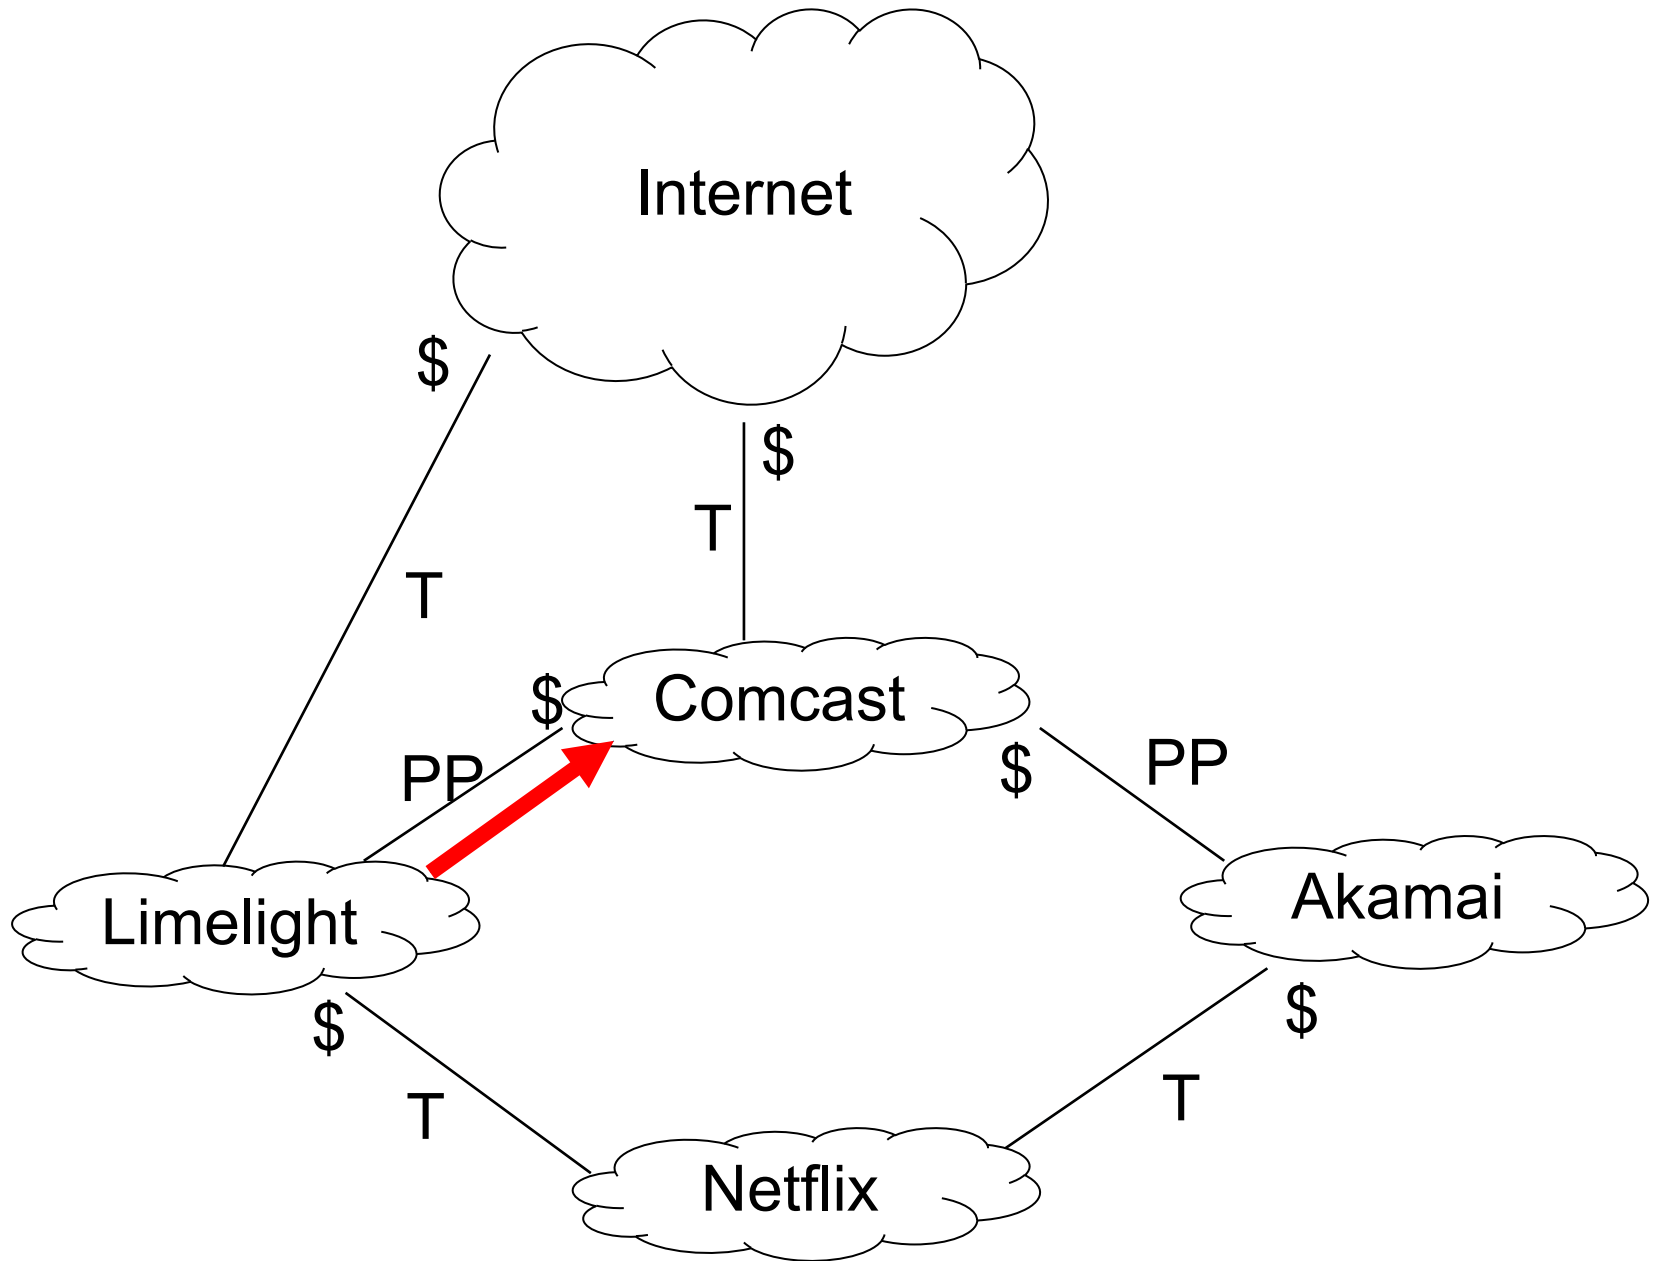 Internet
$
$
T
T
$
Comcast
PP
$
PP
Limelight
Akamai
$
$
T
T
Netflix